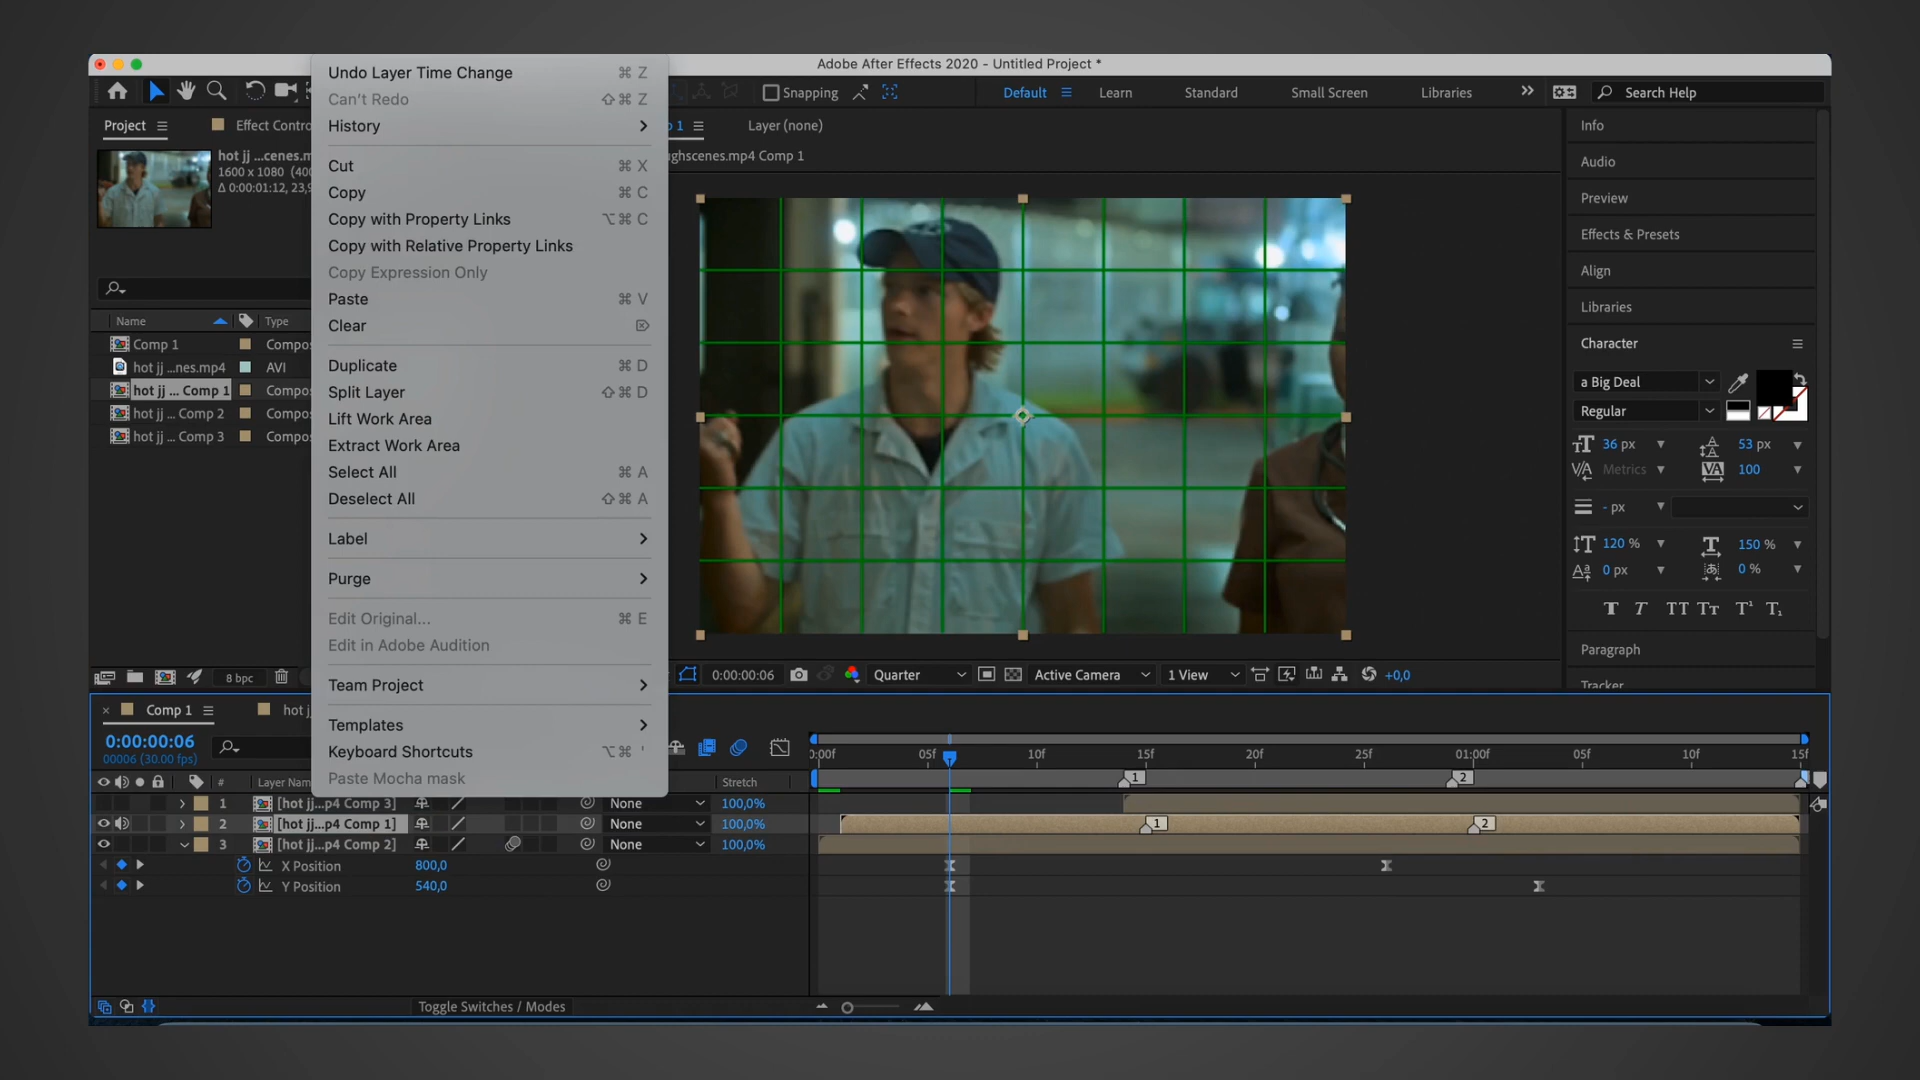 Adobe After Effects 2020 - Untitled Project *
Snapping
Default
Learn
Standard
Small Screen
Libraries
Search Help
Project
Effect Contro
Layer (none)
hot jj ...cenes.m
1600 x 1080 (40
Δ 0:00:01:12, 23,9
ghscenes.mp4 Comp 1
Name
Type
Comp 1
Compos
hot jj ...nes.mp4
AVI
hot jj ... Comp 1
Compos
hot jj ... Comp 2
Compos
hot jj ... Comp 3
Compos
8 bpc
Undo Layer Time Change ⌘ Z
Can't Redo ⇧⌘ Z
History
Cut ⌘ X
Copy ⌘ C
Copy with Property Links ⌥⌘ C
Copy with Relative Property Links
Copy Expression Only
Paste ⌘ V
Clear
Duplicate ⌘ D
Split Layer ⇧⌘ D
Lift Work Area
Extract Work Area
Select All ⌘ A
Deselect All ⇧⌘ A
Label
Purge
Edit Original... ⌘ E
Edit in Adobe Audition
Team Project
Templates
Keyboard Shortcuts ⌥⌘ '
Paste Mocha mask
0:00:00:06
Quarter
Active Camera
1 View
+0,0
Info
Audio
Preview
Effects & Presets
Align
Libraries
Character
a Big Deal
Regular
36 px
53 px
Metrics
100
- px
120 %
150 %
0 px
0 %
T T TT Tт T¹ T₁
Paragraph
Tracker
Comp 1
hot j
0:00:00:06
00006 (30.00 fps)
:00f 05f 10f 15f 20f 25f 01:00f 05f 10f 15f
# Layer Nam
Stretch
1 2
1 [hot jj...p4 Comp 3] None 100,0%
2 [hot jj...p4 Comp 1] None 100,0% 1 2
3 [hot jj...p4 Comp 2] None 100,0%
X Position 800,0
Y Position 540,0
Toggle Switches / Modes